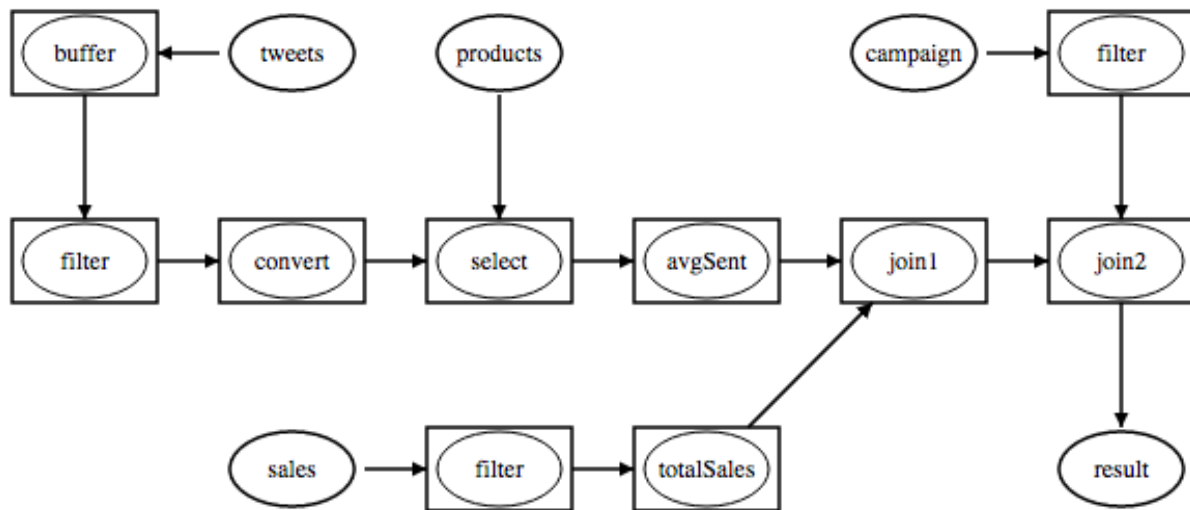 buffer
tweets
products
campaign
filter
filter
convert
select
avgSent
join1
join2
sales
filter
totalSales
result